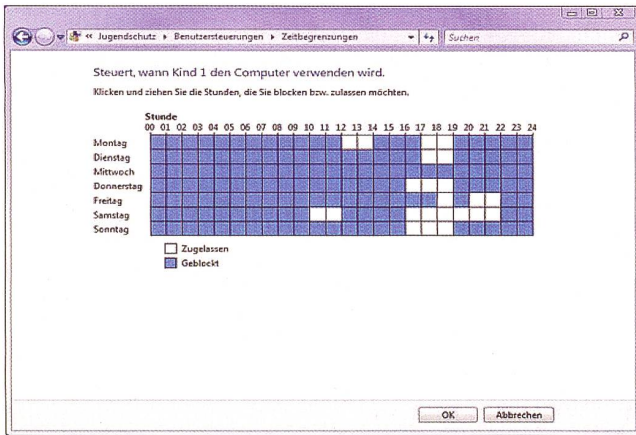 « Jugendschutz ▸ Benutzersteuerungen ▸ Zeitbegrenzungen Suchen
Steuert, wann Kind 1 den Computer verwenden wird.
Klicken und ziehen Sie die Stunden, die Sie blocken bzw. zulassen möchten.
Stunde
00 01 02 03 04 05 06 07 08 09 10 11 12 13 14 15 16 17 18 19 20 21 22 23 24
Montag
Dienstag
Mittwoch
Donnerstag
Freitag
Samstag
Sonntag
Zugelassen
Geblockt
OK Abbrechen